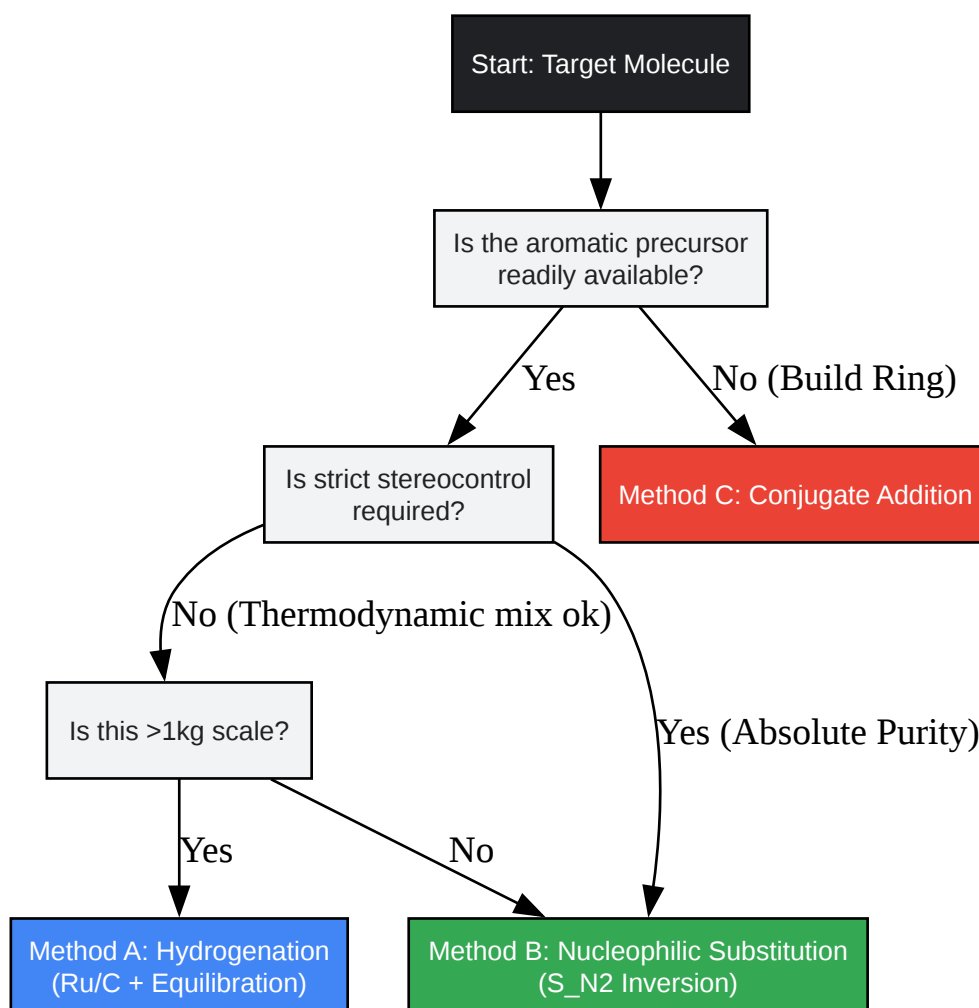 Start: Target Molecule
Is the aromatic precursor
readily available?
Yes
No (Build Ring)
Is strict stereocontrol
required?
Method C: Conjugate Addition
No (Thermodynamic mix ok)
Is this >1kg scale?
Yes (Absolute Purity)
Yes
No
Method A: Hydrogenation
(Ru/C + Equilibration)
Method B: Nucleophilic Substitution
(S_N2 Inversion)